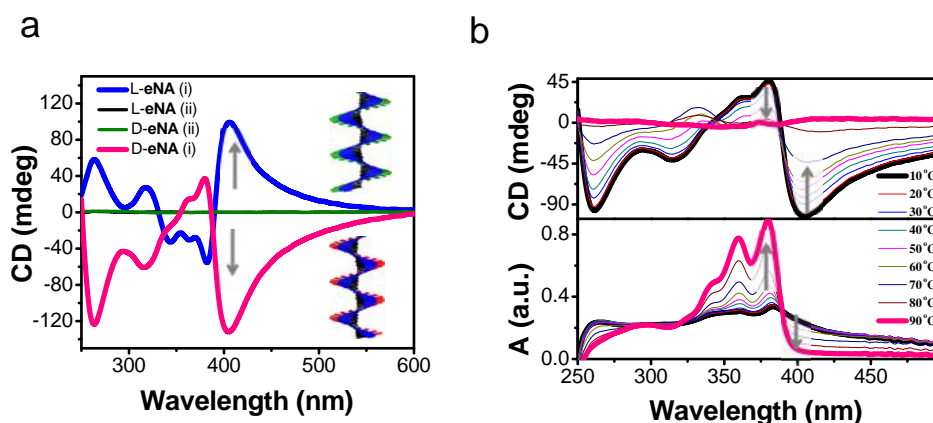 a
CD (mdeg)
120
80
40
0
-40
-80
-120
L-eNA (i)
L-eNA (ii)
D-eNA (ii)
D-eNA (i)
300
400
500
600
Wavelength (nm)
b
CD (mdeg)
45
0
-45
-90
10°C
20°C
30°C
40°C
50°C
60°C
70°C
80°C
90°C
A (a.u.)
0.8
0.4
0.0
250
300
350
400
450
Wavelength (nm)